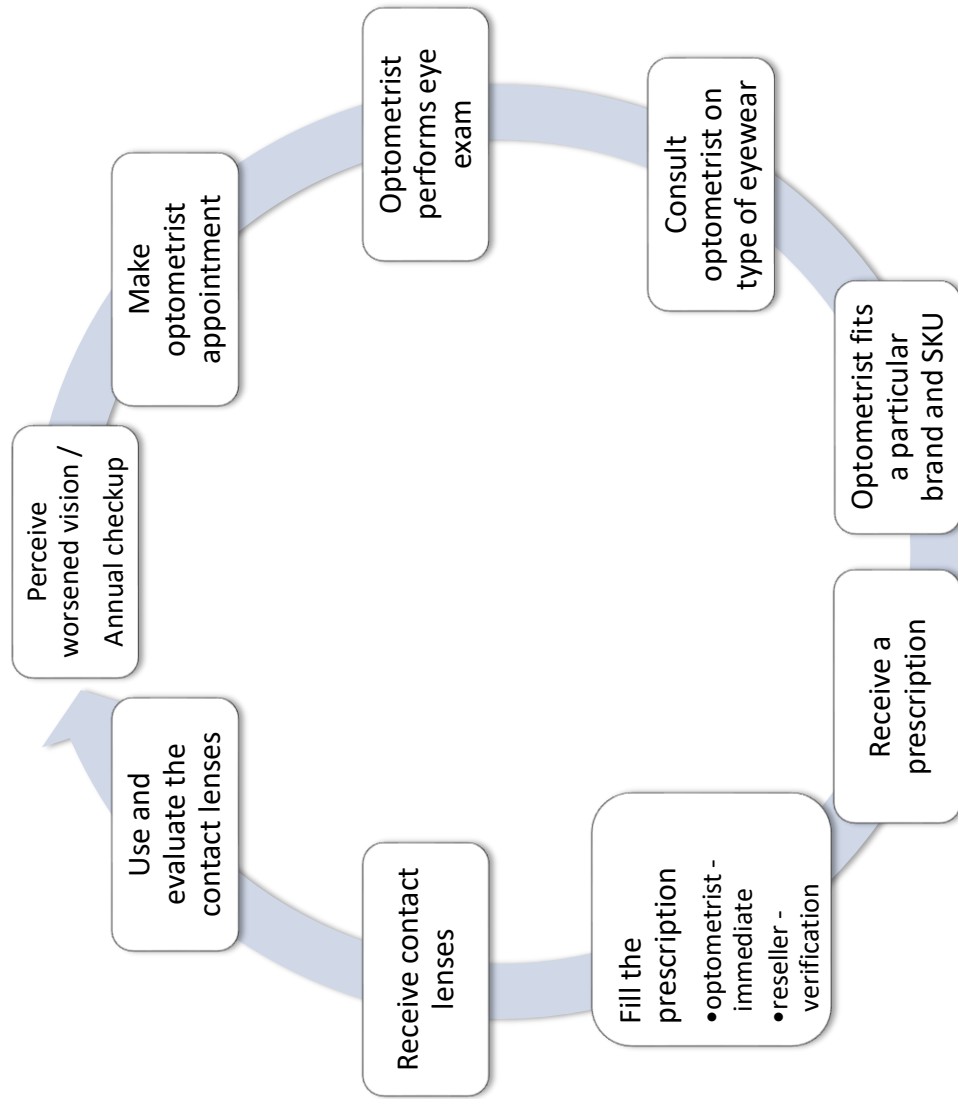 Perceive
worsened vision /
Annual checkup
Make
optometrist
appointment
Optometrist
performs eye
exam
Consult
optometrist on
type of eyewear
Optometrist fits
a particular
brand and SKU
Receive a
prescription
Fill the
prescription
•optometrist -
immediate
•reseller -
verification
Receive contact
lenses
Use and
evaluate the
contact lenses